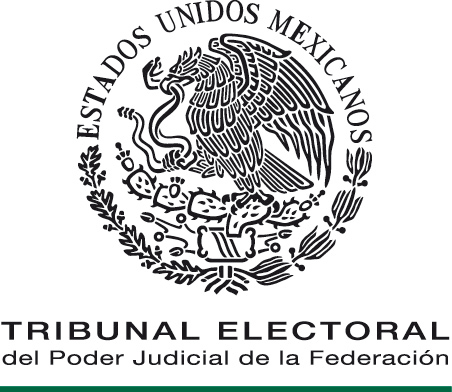 ESTADOS UNIDOS MEXICANOS
TRIBUNAL ELECTORAL
del Poder Judicial de la Federación